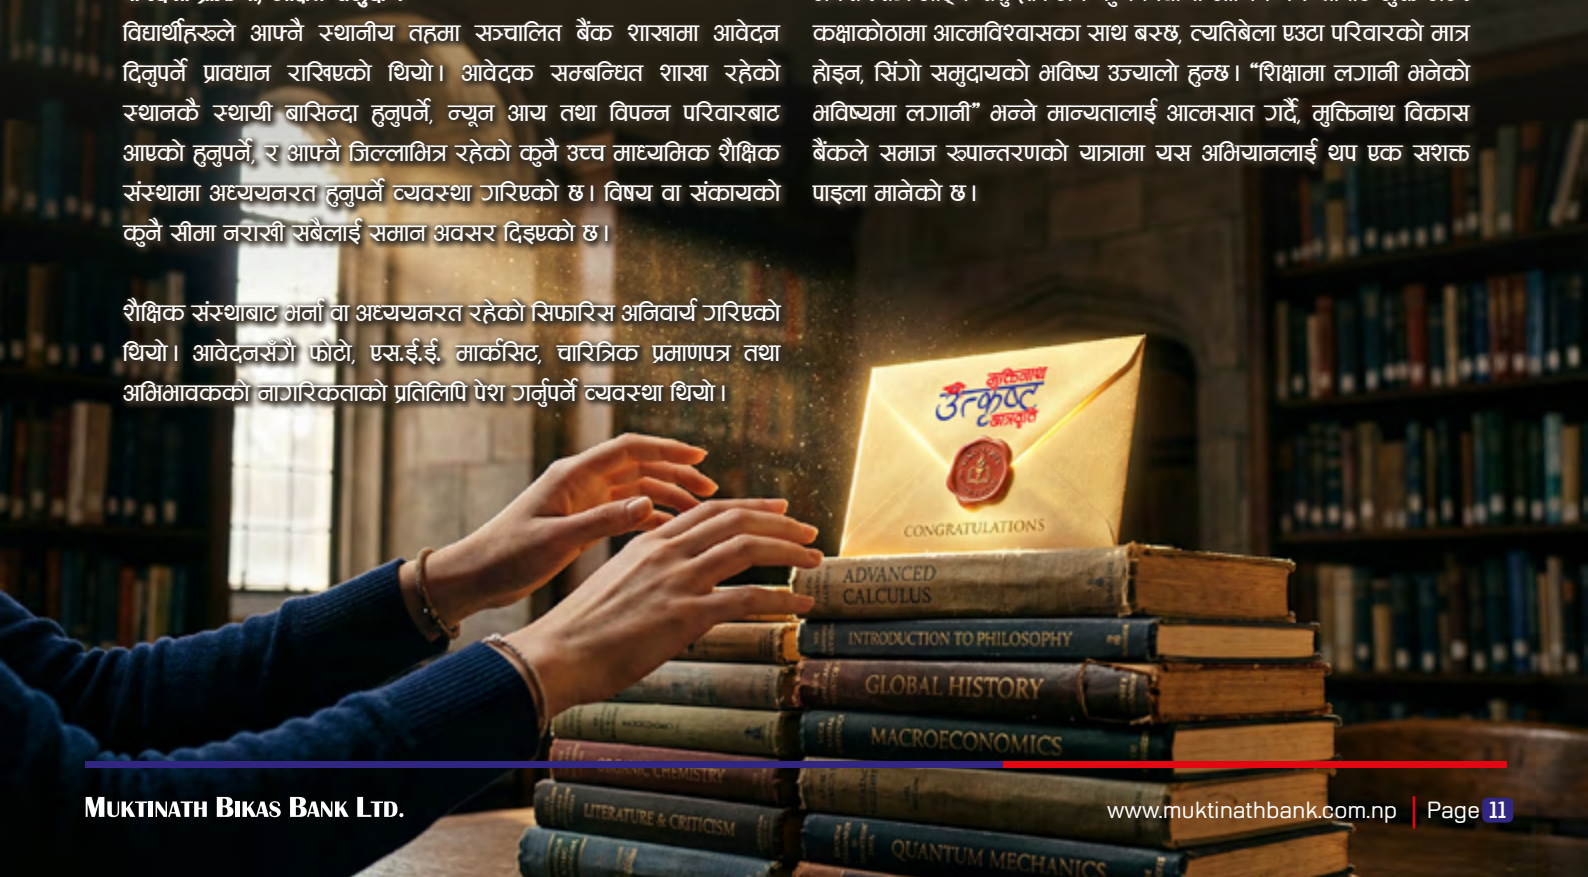 विद्यार्थीहरुले आफ्नै स्थानीय तहमा सञ्चालित बैंक शाखामा आवेदन
दिनुपर्ने प्रावधान राखिएको थियो। आवेदक सम्बन्धित शाखा रहेको
स्थानकै स्थायी बासिन्दा हुनुपर्ने, न्यून आय तथा विपन्न परिवारबाट
आएको हुनुपर्ने, र आफ्नै जिल्लाभित्र रहेको कुनै उच्च माध्यमिक शैक्षिक
संस्थामा अध्ययनरत हुनुपर्ने व्यवस्था गरिएको छ। विषय वा संकायको
कुनै सीमा नराखी सबैलाई समान अवसर दिइएको छ।
शैक्षिक संस्थाबाट भर्ना वा अध्ययनरत रहेको सिफारिस अनिवार्य गरिएको
थियो। आवेदनसँगै फोटो, एस.ई.ई. मार्कसिट, चारित्रिक प्रमाणपत्र तथा
अभिभावकको नागरिकताको प्रतिलिपि पेश गर्नुपर्ने व्यवस्था थियो।
कक्षाकोठामा आत्मविश्वासका साथ बस्छ, त्यतिबेला एउटा परिवारको मात्र
होइन, सिंगो समुदायको भविष्य उज्यालो हुन्छ। “शिक्षामा लगानी भनेको
भविष्यमा लगानी” भन्ने मान्यतालाई आत्मसात गर्दै, मुक्तिनाथ विकास
बैंकले समाज रुपान्तरणको यात्रामा यस अभियानलाई थप एक सशक्त
पाइला मानेको छ।
मुक्तिनाथ
उत्कृष्ट
छात्रवृत्ति
CONGRATULATIONS
ADVANCED
CALCULUS
INTRODUCTION TO PHILOSOPHY
GLOBAL HISTORY
MACROECONOMICS
ORGANIC CHEMISTRY
LITERATURE & CRITICISM
QUANTUM MECHANICS
MUKTINATH BIKAS BANK LTD.
www.muktinathbank.com.np | Page 11